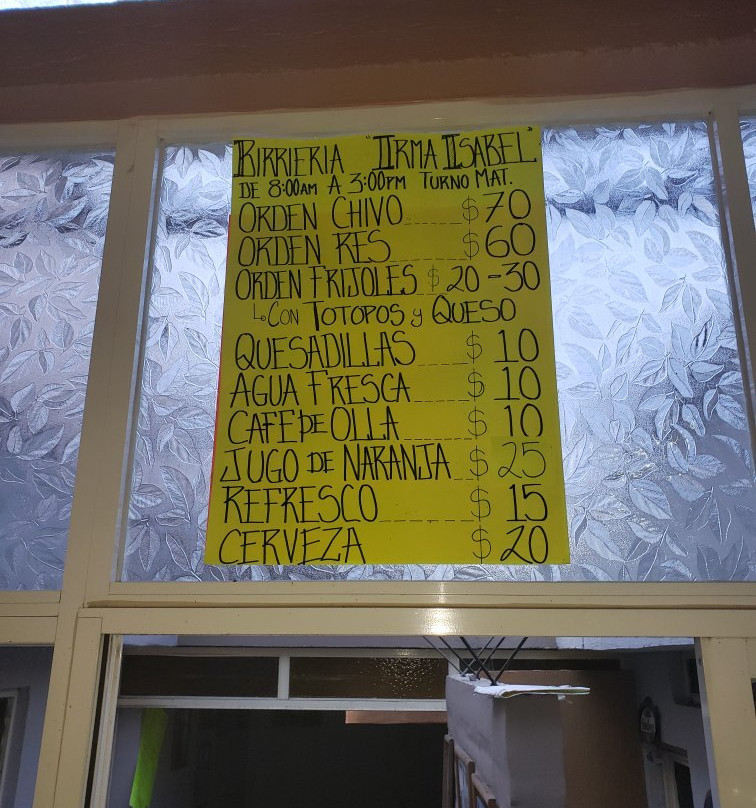 BIRRIERIA "IRMA ISABEL"
DE 8:00AM A 3:00PM TURNO MAT.
ORDEN CHIVO $70
ORDEN RES $60
ORDEN FRIJOLES $20-30
CON TOTOPOS y QUESO
QUESADILLAS $10
AGUA FRESCA $10
CAFE DE OLLA $10
JUGO DE NARANJA $25
REFRESCO $15
CERVEZA $20